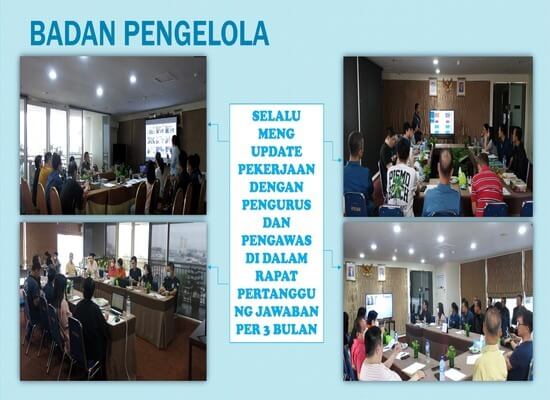 BADAN PENGELOLA
SELALU
MENG
UPDATE
PEKERJAAN
DENGAN
PENGURUS
DAN
PENGAWAS
DI DALAM
RAPAT
PERTANGGU
NG JAWABAN
PER 3 BULAN